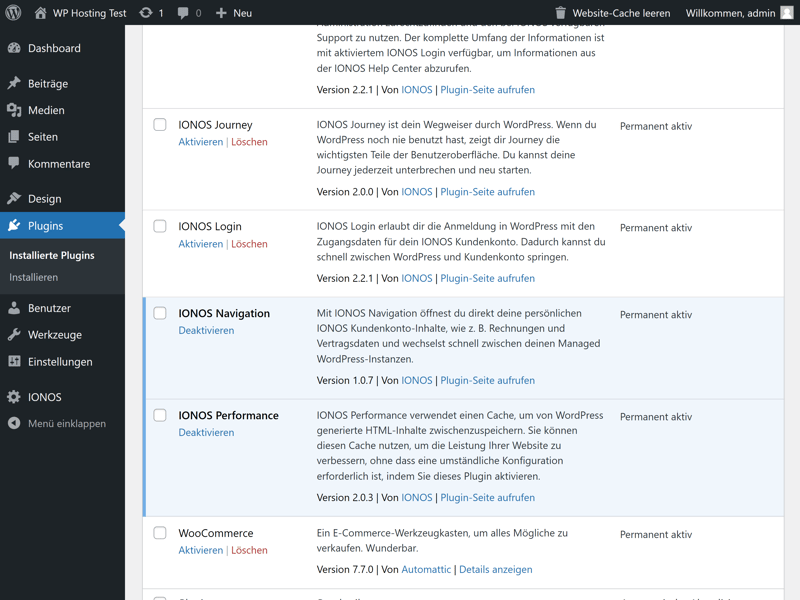 WP Hosting Test 1 0 Neu Website-Cache leeren Willkommen, admin
Dashboard
Beiträge
Medien
Seiten
Kommentare
Design
Plugins
Installierte Plugins
Installieren
Benutzer
Werkzeuge
Einstellungen
IONOS
Menü einklappen
Support zu nutzen. Der komplette Umfang der Informationen ist
mit aktiviertem IONOS Login verfügbar, um Informationen aus
der IONOS Help Center abzurufen.
Version 2.2.1 | Von IONOS | Plugin-Seite aufrufen
IONOS Journey
Aktivieren | Löschen
IONOS Journey ist dein Wegweiser durch WordPress. Wenn du
WordPress noch nie benutzt hast, zeigt dir Journey die
wichtigsten Teile der Benutzeroberfläche. Du kannst deine
Journey jederzeit unterbrechen und neu starten.
Version 2.0.0 | Von IONOS | Plugin-Seite aufrufen
Permanent aktiv
IONOS Login
Aktivieren | Löschen
IONOS Login erlaubt dir die Anmeldung in WordPress mit den
Zugangsdaten für dein IONOS Kundenkonto. Dadurch kannst du
schnell zwischen WordPress und Kundenkonto springen.
Version 2.2.1 | Von IONOS | Plugin-Seite aufrufen
Permanent aktiv
IONOS Navigation
Deaktivieren
Mit IONOS Navigation öffnest du direkt deine persönlichen
IONOS Kundenkonto-Inhalte, wie z. B. Rechnungen und
Vertragsdaten und wechselst schnell zwischen deinen Managed
WordPress-Instanzen.
Version 1.0.7 | Von IONOS | Plugin-Seite aufrufen
Permanent aktiv
IONOS Performance
Deaktivieren
IONOS Performance verwendet einen Cache, um von WordPress
generierte HTML-Inhalte zwischenzuspeichern. Sie können
diesen Cache nutzen, um die Leistung Ihrer Website zu
verbessern, ohne dass eine umständliche Konfiguration
erforderlich ist, indem Sie dieses Plugin aktivieren.
Version 2.0.3 | Von IONOS | Plugin-Seite aufrufen
Permanent aktiv
WooCommerce
Aktivieren | Löschen
Ein E-Commerce-Werkzeugkasten, um alles Mögliche zu
verkaufen. Wunderbar.
Version 7.7.0 | Von Automattic | Details anzeigen
Permanent aktiv